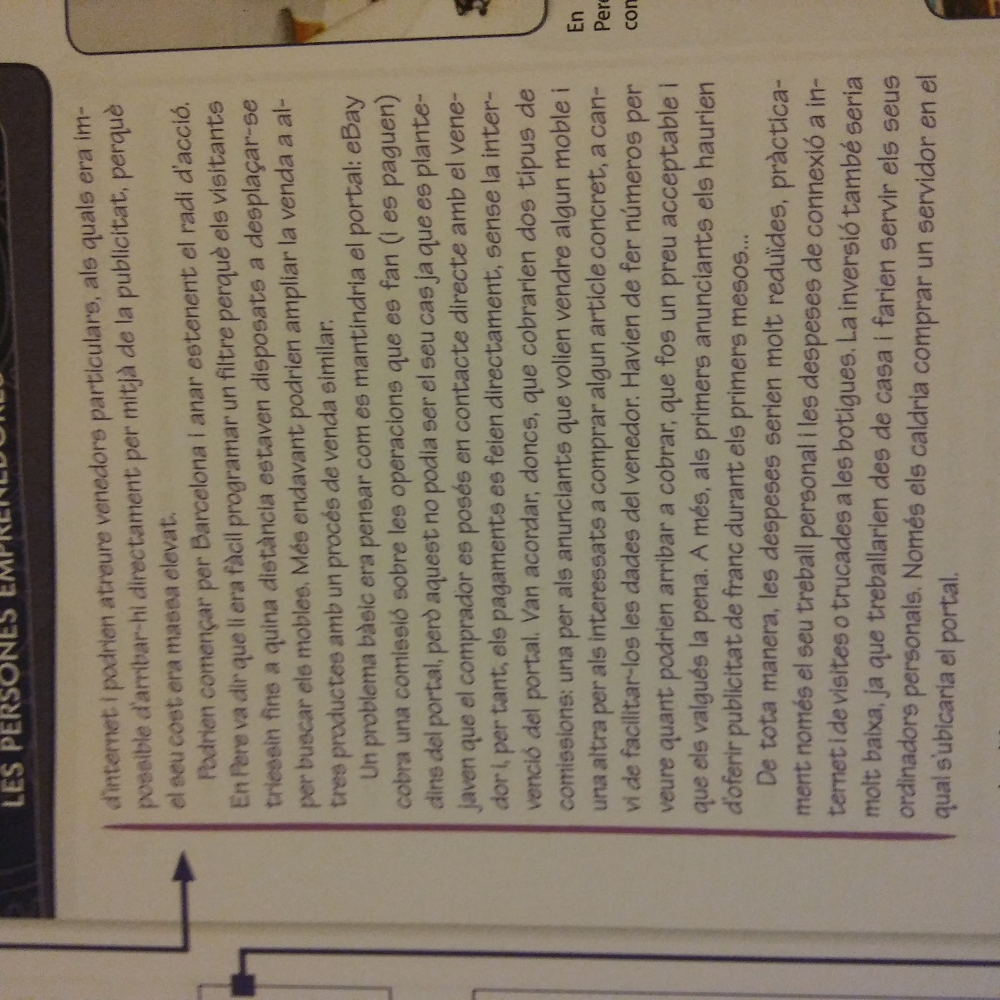 LES PERSONES EMPRENEDORES
d'internet i podrien atreure venedors particulars, als quals era im-
possible d'arribar-hi directament per mitjà de la publicitat, perquè
el seu cost era massa elevat.
Podrien començar per Barcelona i anar estenent el radi d'acció.
En Pere va dir que li era fàcil programar un filtre perquè els visitants
triessin fins a quina distància estaven disposats a desplaçar-se
per buscar els mobles. Més endavant podrien ampliar la venda a al-
tres productes amb un procés de venda similar.
Un problema bàsic era pensar com es mantindria el portal: eBay
cobra una comissió sobre les operacions que es fan (i es paguen)
dins del portal, però aquest no podia ser el seu cas ja que es plante-
javen que el comprador es posés en contacte directe amb el vene-
dor i, per tant, els pagaments es feien directament, sense la inter-
venció del portal. Van acordar, doncs, que cobrarien dos tipus de
comissions: una per als anunciants que volien vendre algun moble i
una altra per als interessats a comprar algun article concret, a can-
vi de facilitar-los les dades del venedor. Havien de fer números per
veure quant podrien arribar a cobrar, que fos un preu acceptable i
que els valgués la pena. A més, als primers anunciants els haurien
d'oferir publicitat de franc durant els primers mesos...
De tota manera, les despeses serien molt reduïdes, pràctica-
ment només el seu treball personal i les despeses de connexió a in-
ternet i de visites o trucades a les botigues. La inversió també seria
molt baixa, ja que treballarien des de casa i farien servir els seus
ordinadors personals. Només els caldria comprar un servidor en el
qual s'ubicaria el portal.
En
Pere
con